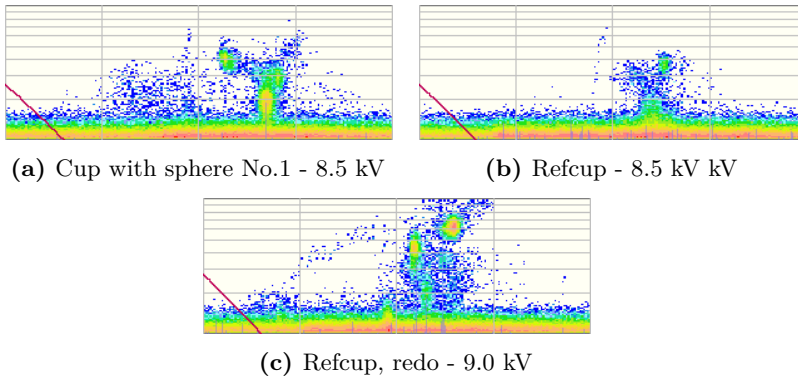 (a) Cup with sphere No.1 - 8.5 kV
(b) Refcup - 8.5 kV kV
(c) Refcup, redo - 9.0 kV